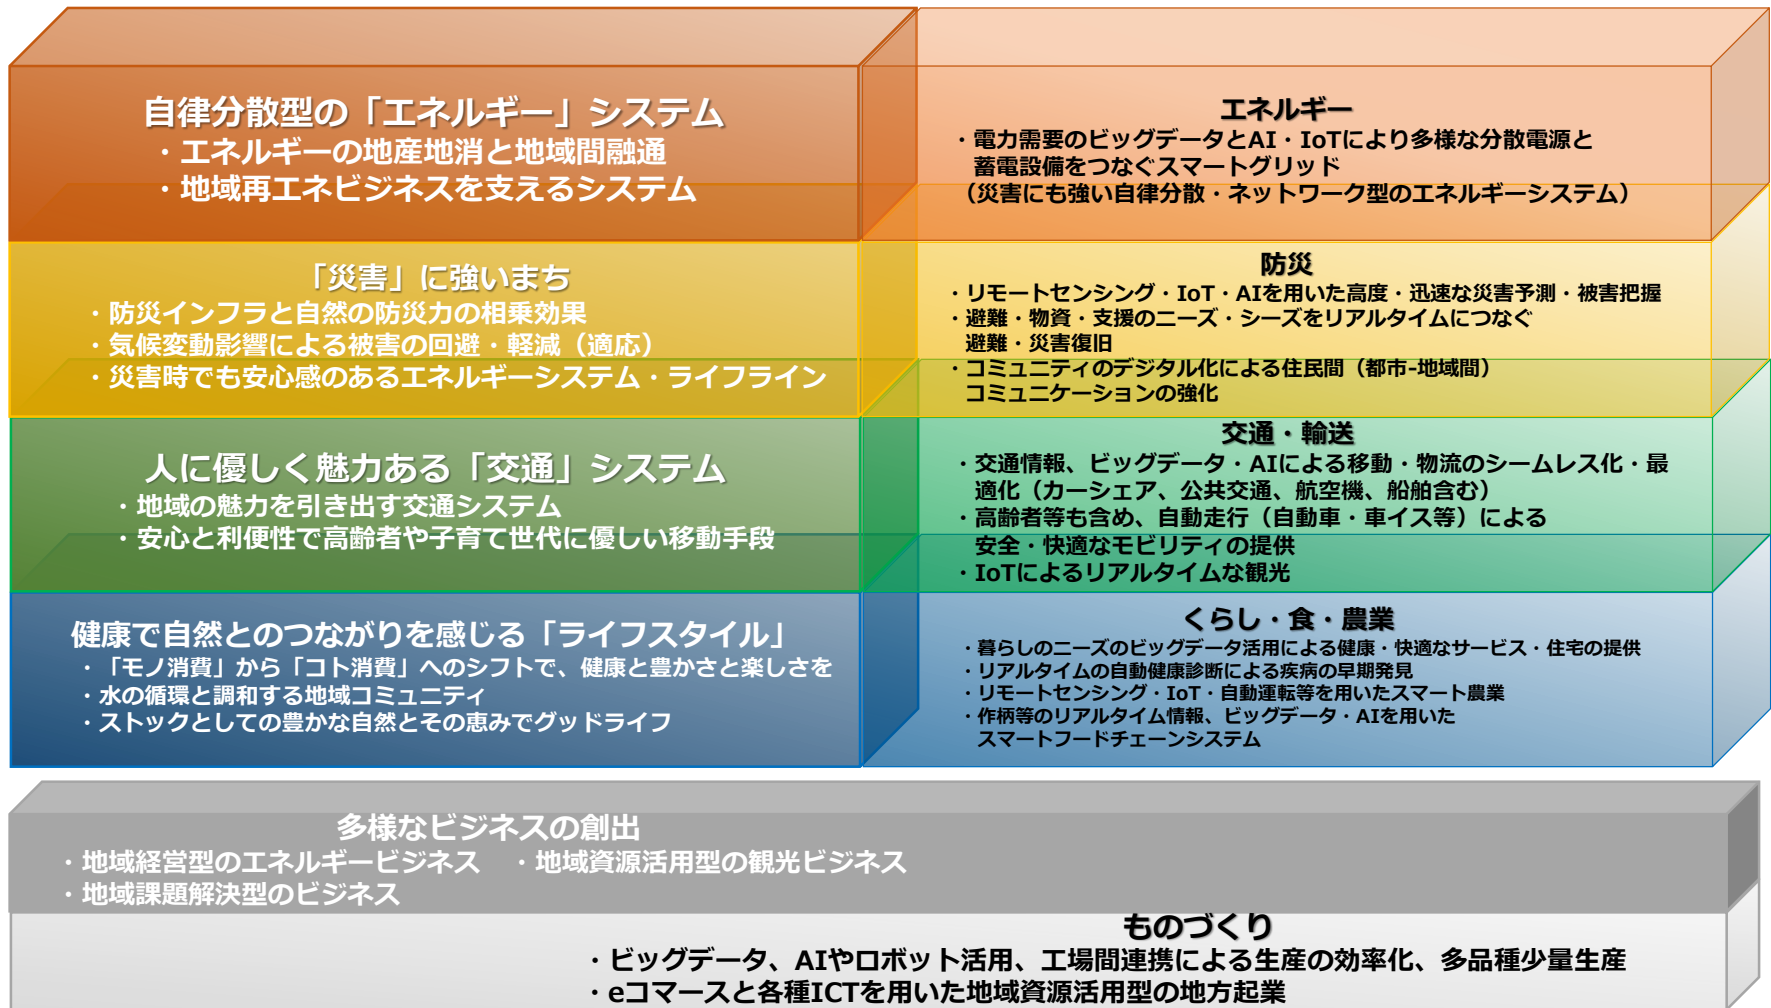 自律分散型の「エネルギー」システム
・エネルギーの地産地消と地域間融通
・地域再エネビジネスを支えるシステム
エネルギー
・電力需要のビッグデータとAI・IoTにより多様な分散電源と
蓄電設備をつなぐスマートグリッド
（災害にも強い自律分散・ネットワーク型のエネルギーシステム）
「災害」に強いまち
・防災インフラと自然の防災力の相乗効果
・気候変動影響による被害の回避・軽減（適応）
・災害時でも安心感のあるエネルギーシステム・ライフライン
防災
・リモートセンシング・IoT・AIを用いた高度・迅速な災害予測・被害把握
・避難・物資・支援のニーズ・シーズをリアルタイムにつなぐ
避難・災害復旧
・コミュニティのデジタル化による住民間（都市-地域間）
コミュニケーションの強化
人に優しく魅力ある「交通」システム
・地域の魅力を引き出す交通システム
・安心と利便性で高齢者や子育て世代に優しい移動手段
交通・輸送
・交通情報、ビッグデータ・AIによる移動・物流のシームレス化・最
適化（カーシェア、公共交通、航空機、船舶含む）
・高齢者等も含め、自動走行（自動車・車イス等）による
安全・快適なモビリティの提供
・IoTによるリアルタイムな観光
健康で自然とのつながりを感じる「ライフスタイル」
・「モノ消費」から「コト消費」へのシフトで、健康と豊かさと楽しさを
・水の循環と調和する地域コミュニティ
・ストックとしての豊かな自然とその恵みでグッドライフ
くらし・食・農業
・暮らしのニーズのビッグデータ活用による健康・快適なサービス・住宅の提供
・リアルタイムの自動健康診断による疾病の早期発見
・リモートセンシング・IoT・自動運転等を用いたスマート農業
・作柄等のリアルタイム情報、ビッグデータ・AIを用いた
スマートフードチェーンシステム
多様なビジネスの創出
・地域経営型のエネルギービジネス　・地域資源活用型の観光ビジネス
・地域課題解決型のビジネス
ものづくり
・ビッグデータ、AIやロボット活用、工場間連携による生産の効率化、多品種少量生産
・eコマースと各種ICTを用いた地域資源活用型の地方起業